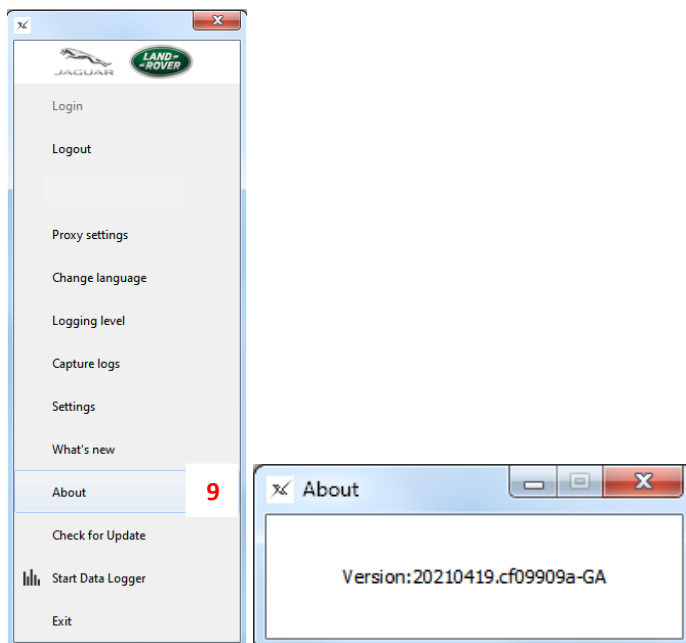 JAGUAR
LAND-
-ROVER
Login
Logout
Proxy settings
Change language
Logging level
Capture logs
Settings
What's new
About 9
Check for Update
Start Data Logger
Exit
About
Version:20210419.cf09909a-GA